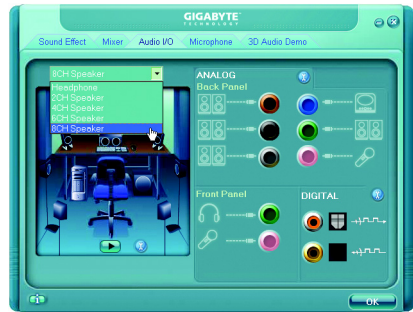 GIGABYTE
TECHNOLOGY
Sound Effect Mixer Audio I/O Microphone 3D Audio Demo
8CH Speaker
Headphone
2CH Speaker
4CH Speaker
6CH Speaker
8CH Speaker
ANALOG
Back Panel
Front Panel
DIGITAL
OK